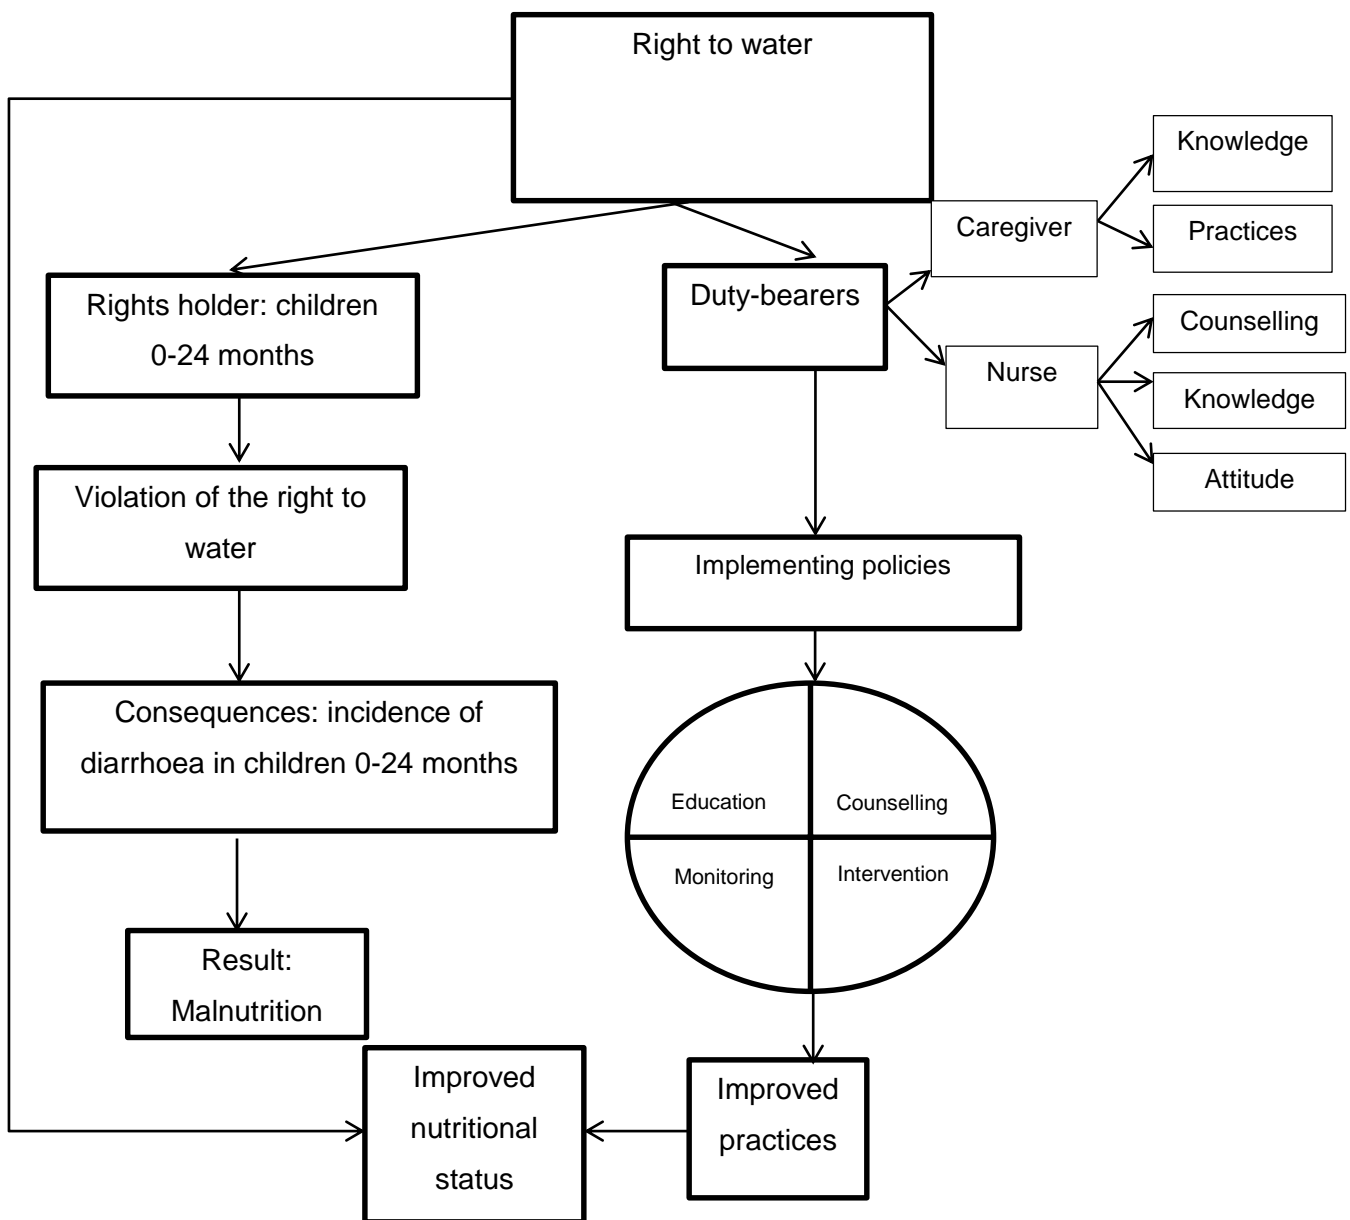 Right to water
Knowledge
Caregiver
Practices
Rights holder: children
0-24 months
Duty-bearers
Counselling
Nurse
Knowledge
Attitude
Violation of the right to
water
Implementing policies
Consequences: incidence of
diarrhoea in children 0-24 months
Education
Counselling
Monitoring
Intervention
Result:
Malnutrition
Improved
nutritional
status
Improved
practices